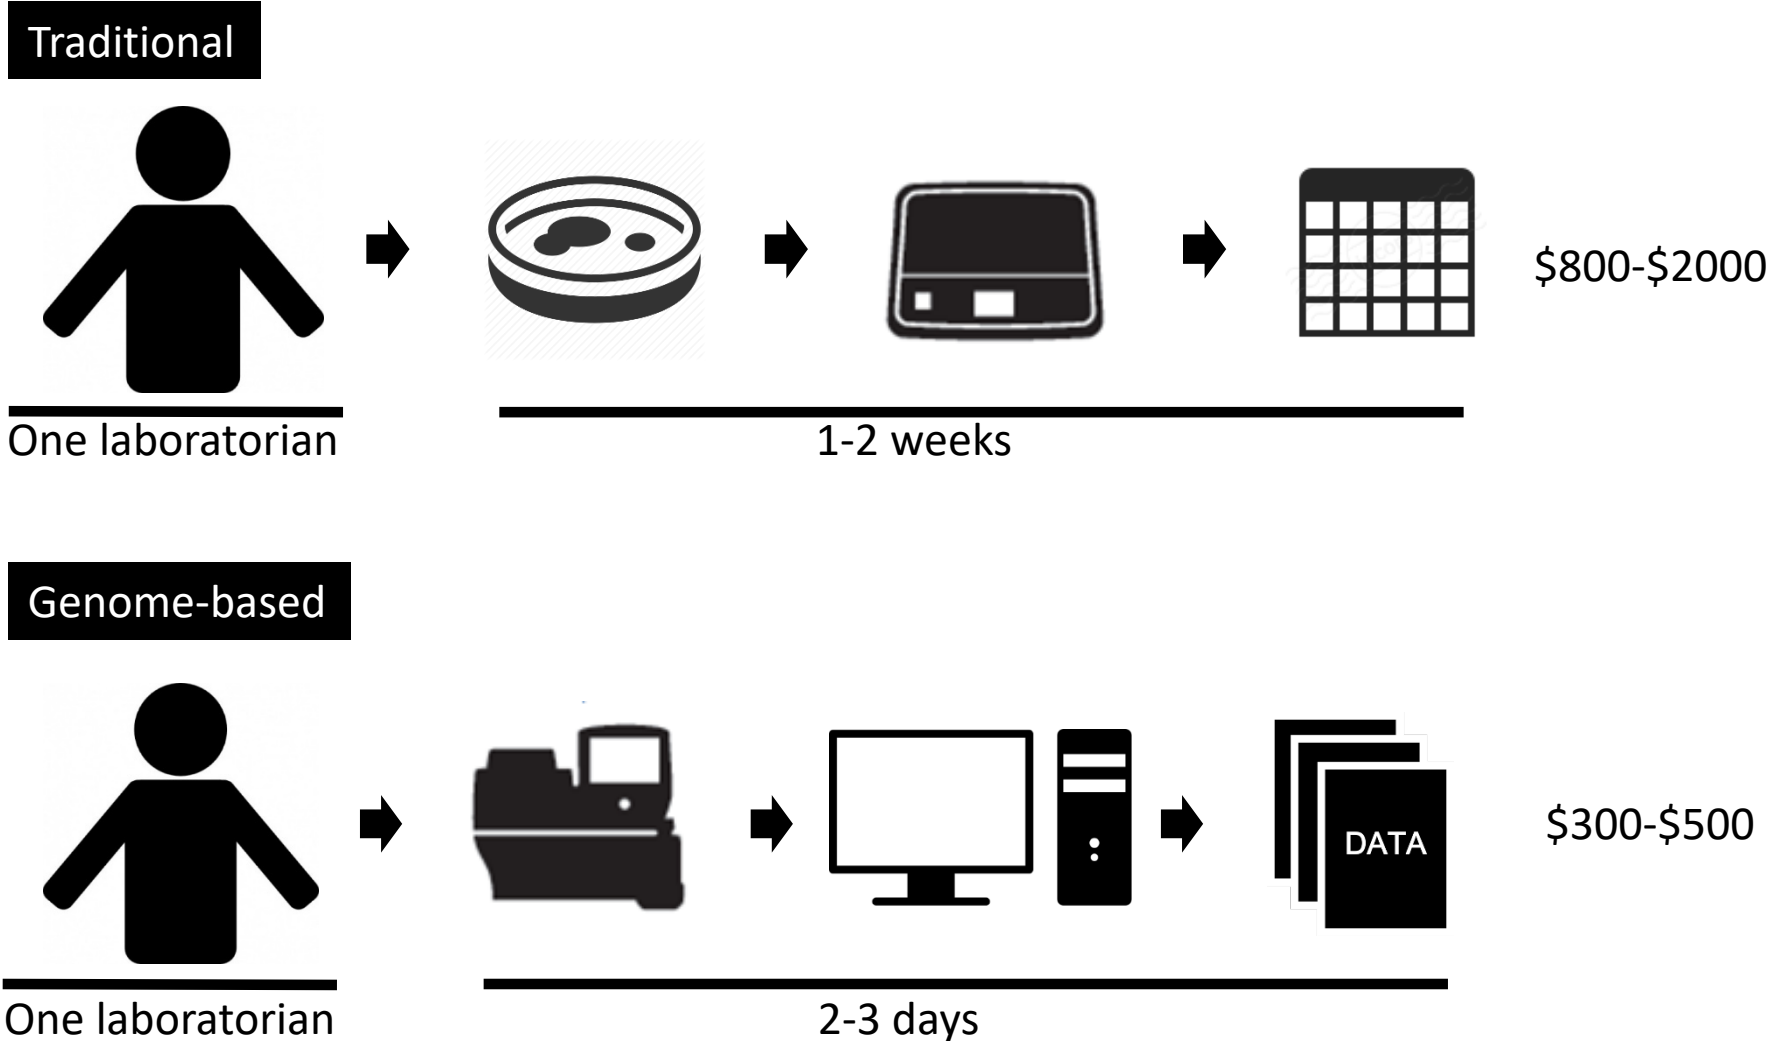 Traditional
$800-$2000
One laboratorian
1-2 weeks
Genome-based
DATA
$300-$500
One laboratorian
2-3 days